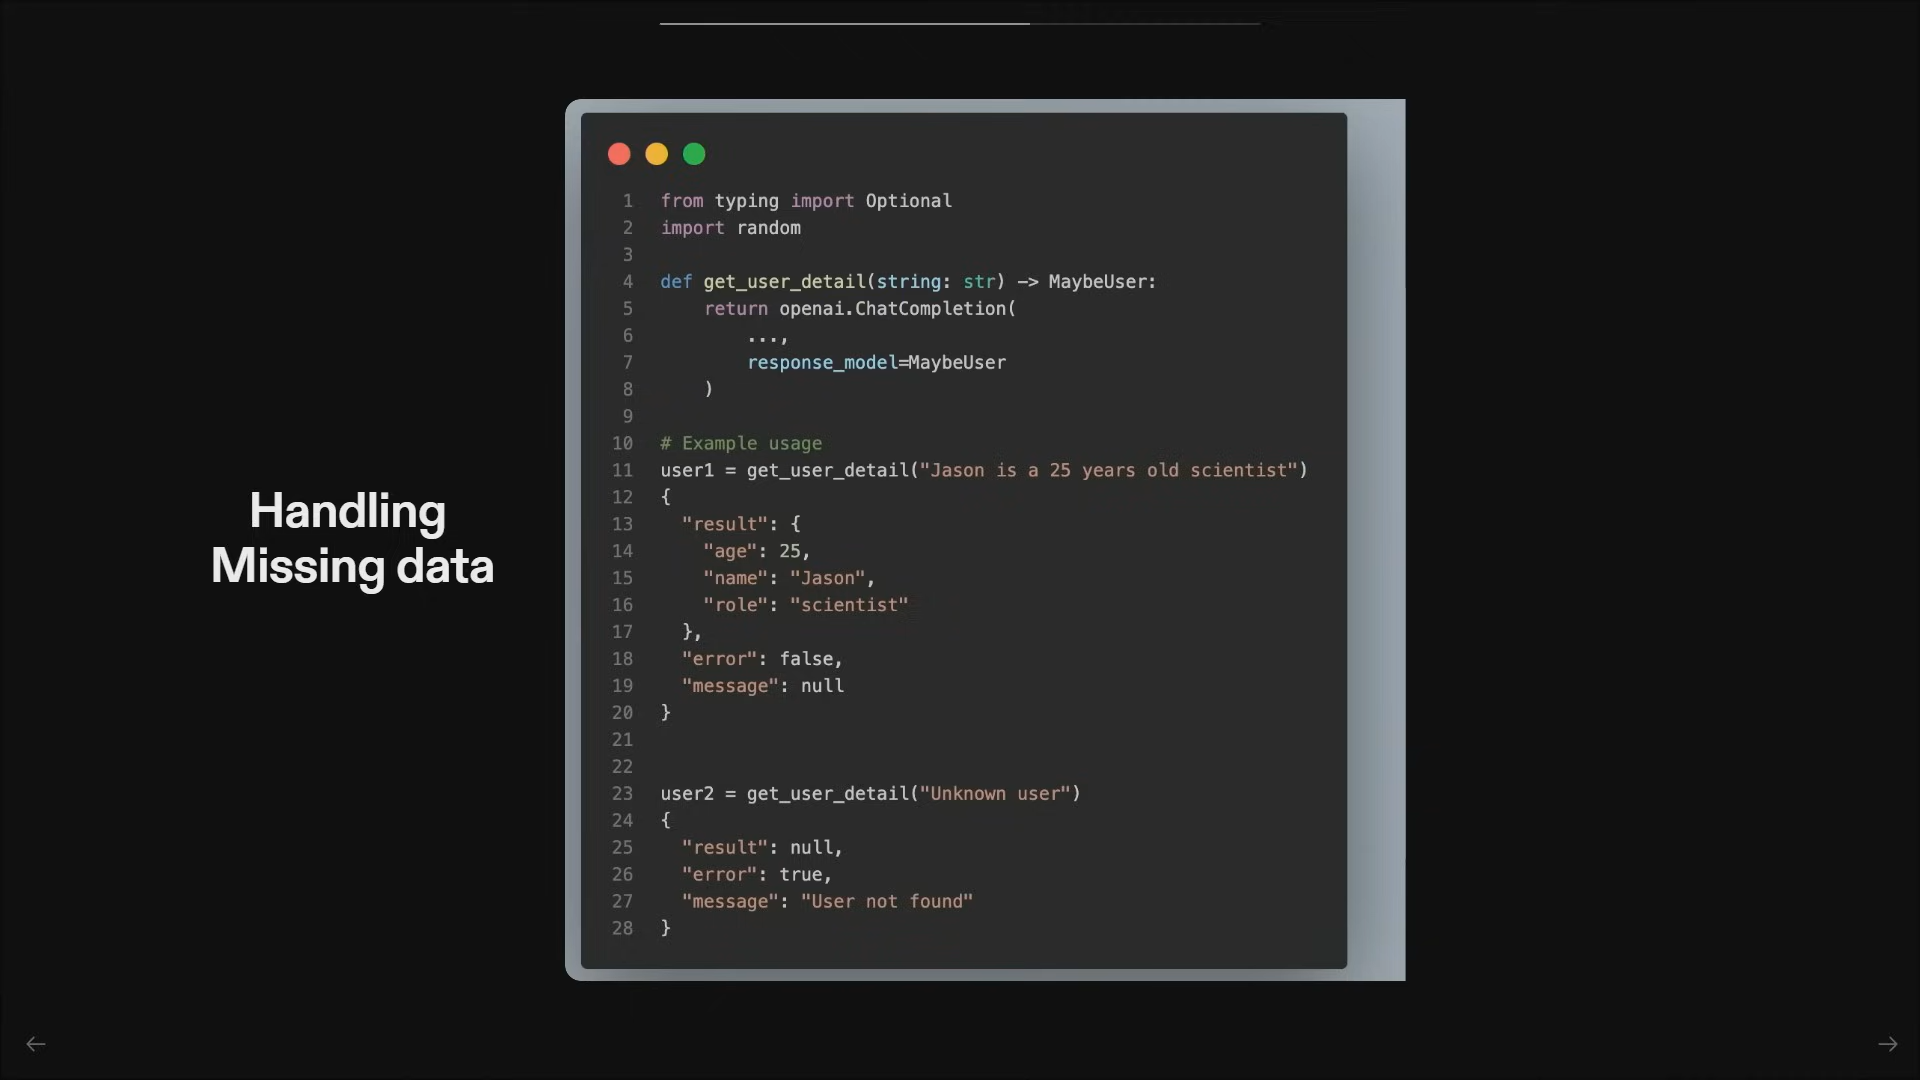 Handling
Missing data
1 from typing import Optional
2 import random
3
4 def get_user_detail(string: str) -> MaybeUser:
5     return openai.ChatCompletion(
6         ...,
7         response_model=MaybeUser
8     )
9
10 # Example usage
11 user1 = get_user_detail("Jason is a 25 years old scientist")
12 {
13   "result": {
14     "age": 25,
15     "name": "Jason",
16     "role": "scientist"
17   },
18   "error": false,
19   "message": null
20 }
21
22
23 user2 = get_user_detail("Unknown user")
24 {
25   "result": null,
26   "error": true,
27   "message": "User not found"
28 }